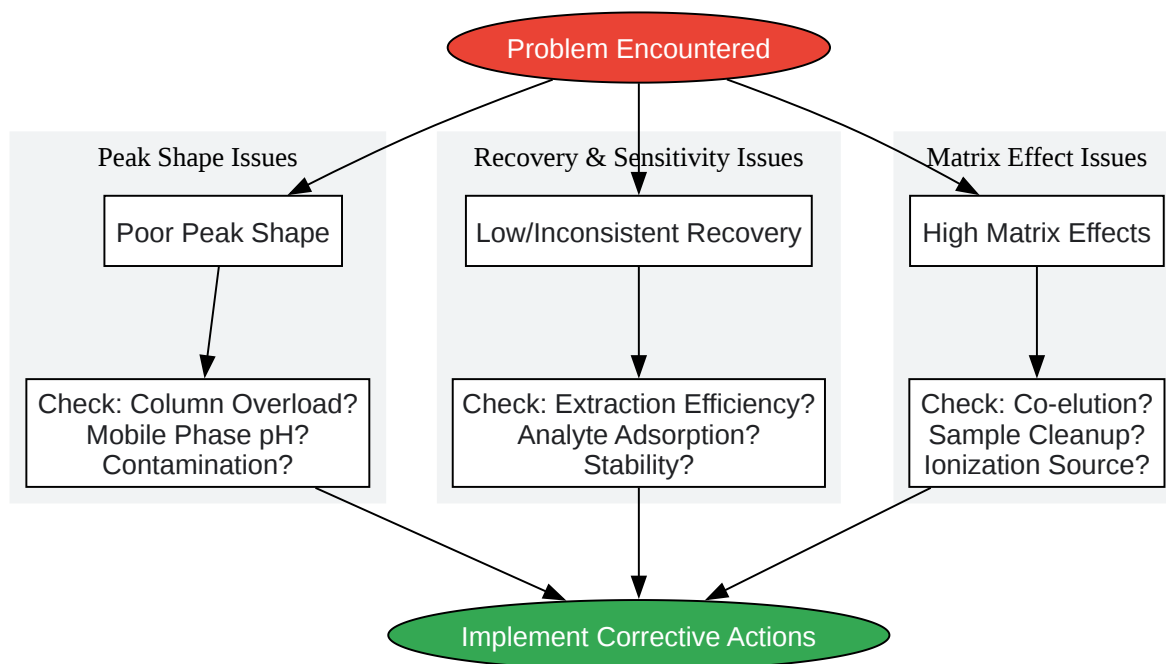 Problem Encountered
Peak Shape Issues
Recovery & Sensitivity Issues
Matrix Effect Issues
Poor Peak Shape
Low/Inconsistent Recovery
High Matrix Effects
Check: Column Overload?
Mobile Phase pH?
Contamination?
Check: Extraction Efficiency?
Analyte Adsorption?
Stability?
Check: Co-elution?
Sample Cleanup?
Ionization Source?
Implement Corrective Actions